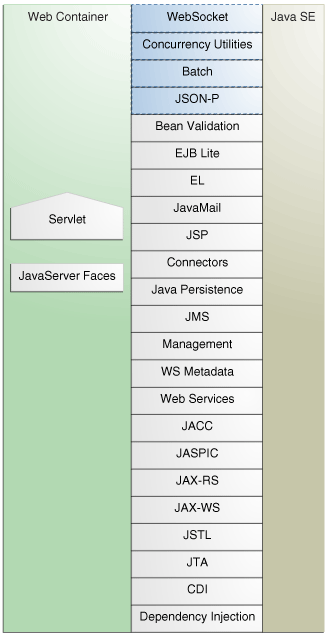 Web Container
WebSocket
Java SE
Concurrency Utilities
Batch
JSON-P
Bean Validation
EJB Lite
EL
JavaMail
JSP
Connectors
Java Persistence
JMS
Management
WS Metadata
Web Services
JACC
JASPIC
JAX-RS
JAX-WS
JSTL
JTA
CDI
Dependency Injection
Servlet
JavaServer Faces